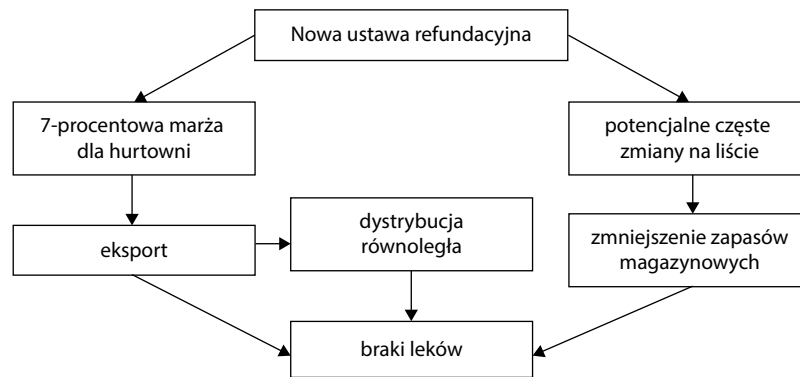 Nowa ustawa refundacyjna
7-procentowa marża
dla hurtowni
potencjalne częste
zmiany na liście
eksport
dystrybucja
równoległa
zmniejszenie zapasów
magazynowych
braki leków